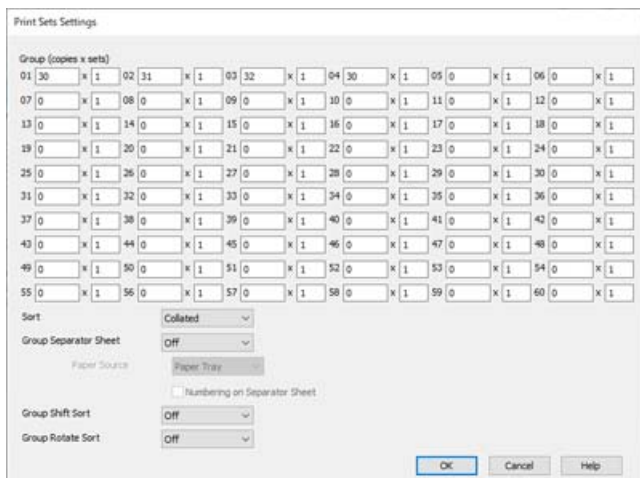 Print Sets Settings
Group (copies x sets)
01 30 x 1 02 31 x 1 03 32 x 1 04 30 x 1 05 0 x 1 06 0 x 1
07 0 x 1 08 0 x 1 09 0 x 1 10 0 x 1 11 0 x 1 12 0 x 1
13 0 x 1 14 0 x 1 15 0 x 1 16 0 x 1 17 0 x 1 18 0 x 1
19 0 x 1 20 0 x 1 21 0 x 1 22 0 x 1 23 0 x 1 24 0 x 1
25 0 x 1 26 0 x 1 27 0 x 1 28 0 x 1 29 0 x 1 30 0 x 1
31 0 x 1 32 0 x 1 33 0 x 1 34 0 x 1 35 0 x 1 36 0 x 1
37 0 x 1 38 0 x 1 39 0 x 1 40 0 x 1 41 0 x 1 42 0 x 1
43 0 x 1 44 0 x 1 45 0 x 1 46 0 x 1 47 0 x 1 48 0 x 1
49 0 x 1 50 0 x 1 51 0 x 1 52 0 x 1 53 0 x 1 54 0 x 1
55 0 x 1 56 0 x 1 57 0 x 1 58 0 x 1 59 0 x 1 60 0 x 1
Sort Collated
Group Separator Sheet Off
Paper Source Paper Tray
Numbering on Separator Sheet
Group Shift Sort Off
Group Rotate Sort Off
OK Cancel Help